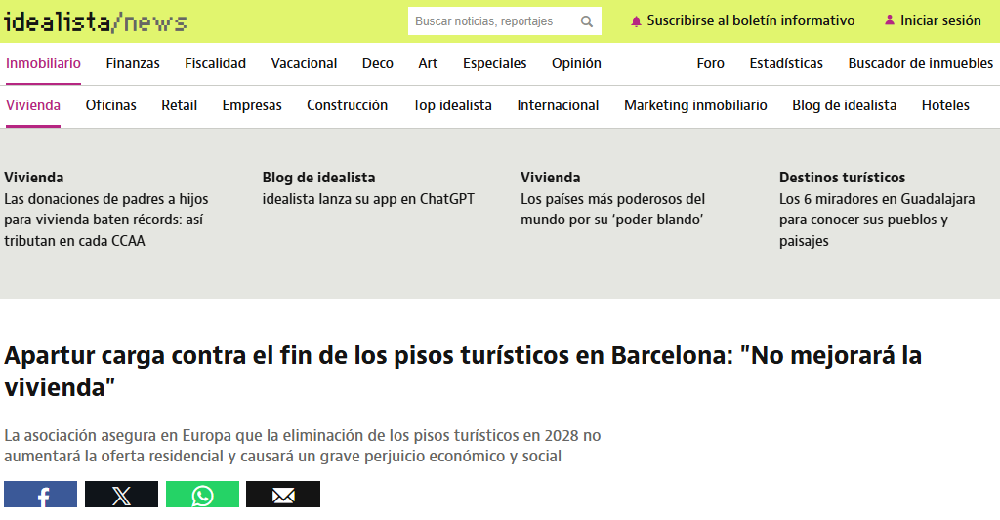 idealista/news
Buscar noticias, reportajes
Suscribirse al boletín informativo
Iniciar sesión
Inmobiliario Finanzas Fiscalidad Vacacional Deco Art Especiales Opinión Foro Estadísticas Buscador de inmuebles
Vivienda Oficinas Retail Empresas Construcción Top idealista Internacional Marketing inmobiliario Blog de idealista Hoteles
Vivienda
Las donaciones de padres a hijos
para vivienda baten récords: así
tributan en cada CCAA
Blog de idealista
idealista lanza su app en ChatGPT
Vivienda
Los países más poderosos del
mundo por su ‘poder blando’
Destinos turísticos
Los 6 miradores en Guadalajara
para conocer sus pueblos y
paisajes
Apartur carga contra el fin de los pisos turísticos en Barcelona: "No mejorará la
vivienda"
La asociación asegura en Europa que la eliminación de los pisos turísticos en 2028 no
aumentará la oferta residencial y causará un grave perjuicio económico y social